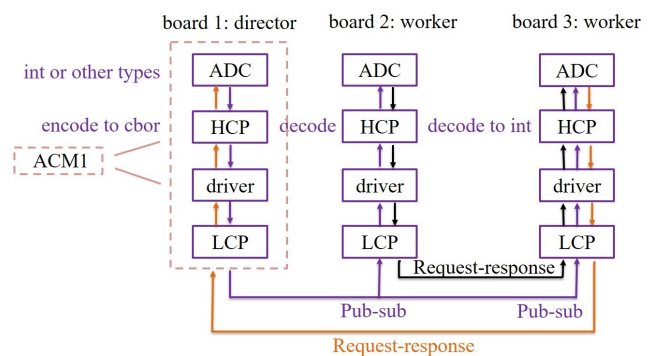 board 1: director
board 2: worker
board 3: worker
int or other types
ADC
ADC
ADC
encode to cbor
HCP
decode
HCP
decode to int
HCP
ACM1
driver
driver
driver
LCP
LCP
LCP
Request-response
Pub-sub
Pub-sub
Request-response